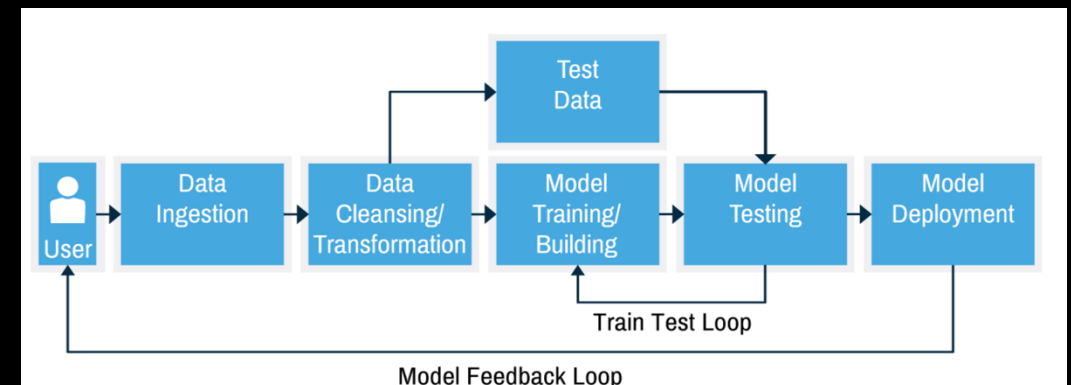 Test
Data
User
Data
Ingestion
Data
Cleansing/
Transformation
Model
Training/
Building
Model
Testing
Model
Deployment
Train Test Loop
Model Feedback Loop